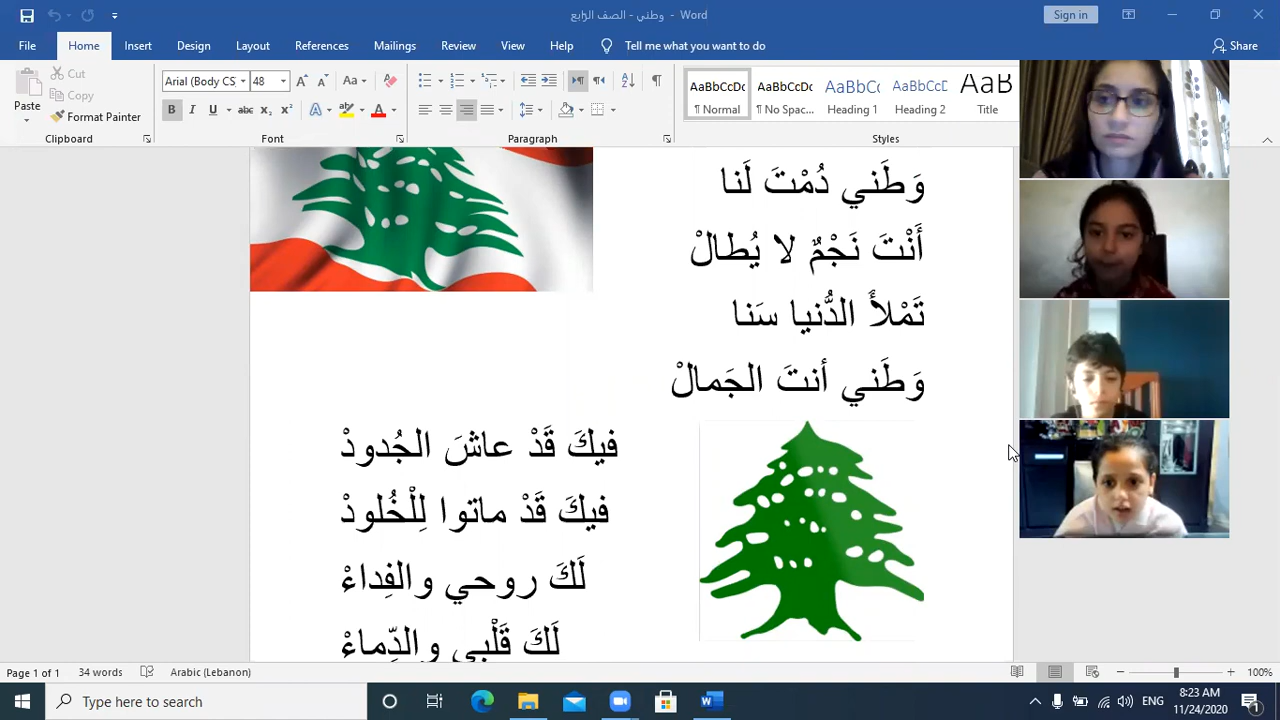 وطني - الصف الرابع - Word
Sign in
File Home Insert Design Layout References Mailings Review View Help Tell me what you want to do Share
Paste
Cut
Copy
Format Painter
Clipboard
Arial (Body CS 48
Font
Paragraph
AaBbCcDc AaBbCcDc AaBbCc AaBbCcD AaB
¶ Normal ¶ No Spac... Heading 1 Heading 2 Title
Styles
وَطَني دُمْتَ لَنا
أَنْتَ نَجْمٌ لا يُطالْ
تَمْلأُ الدُّنيا سَنا
وَطَني أنتَ الجَمالْ
فيكَ قَدْ عاشَ الجُدودْ
فيكَ قَدْ ماتوا لِلْخُلودْ
لَكَ روحي والفِداءْ
لَكَ قَلْبي والدِّماءْ
Page 1 of 1 34 words Arabic (Lebanon) 100%
Type here to search
ENG
8:23 AM
11/24/2020